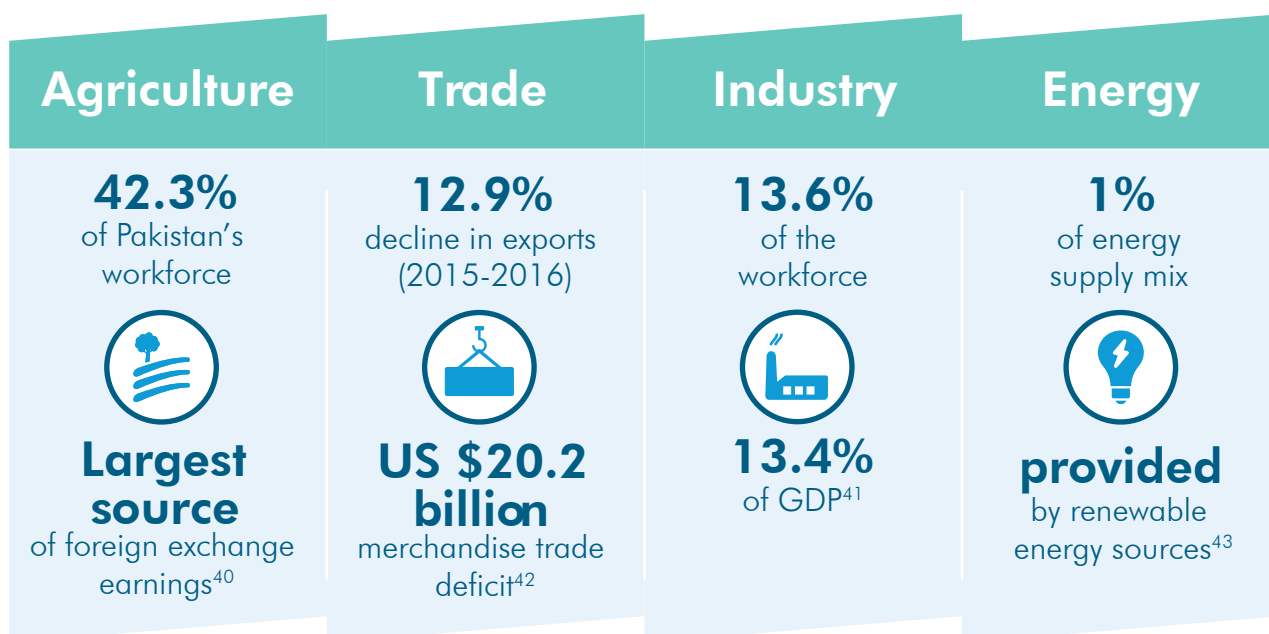 Agriculture
42.3%
of Pakistan’s
workforce
Largest
source
of foreign exchange
earnings40
Trade
12.9%
decline in exports
(2015-2016)
US $20.2
billion
merchandise trade
deficit42
Industry
13.6%
of the
workforce
13.4%
of GDP41
Energy
1%
of energy
supply mix
provided
by renewable
energy sources43